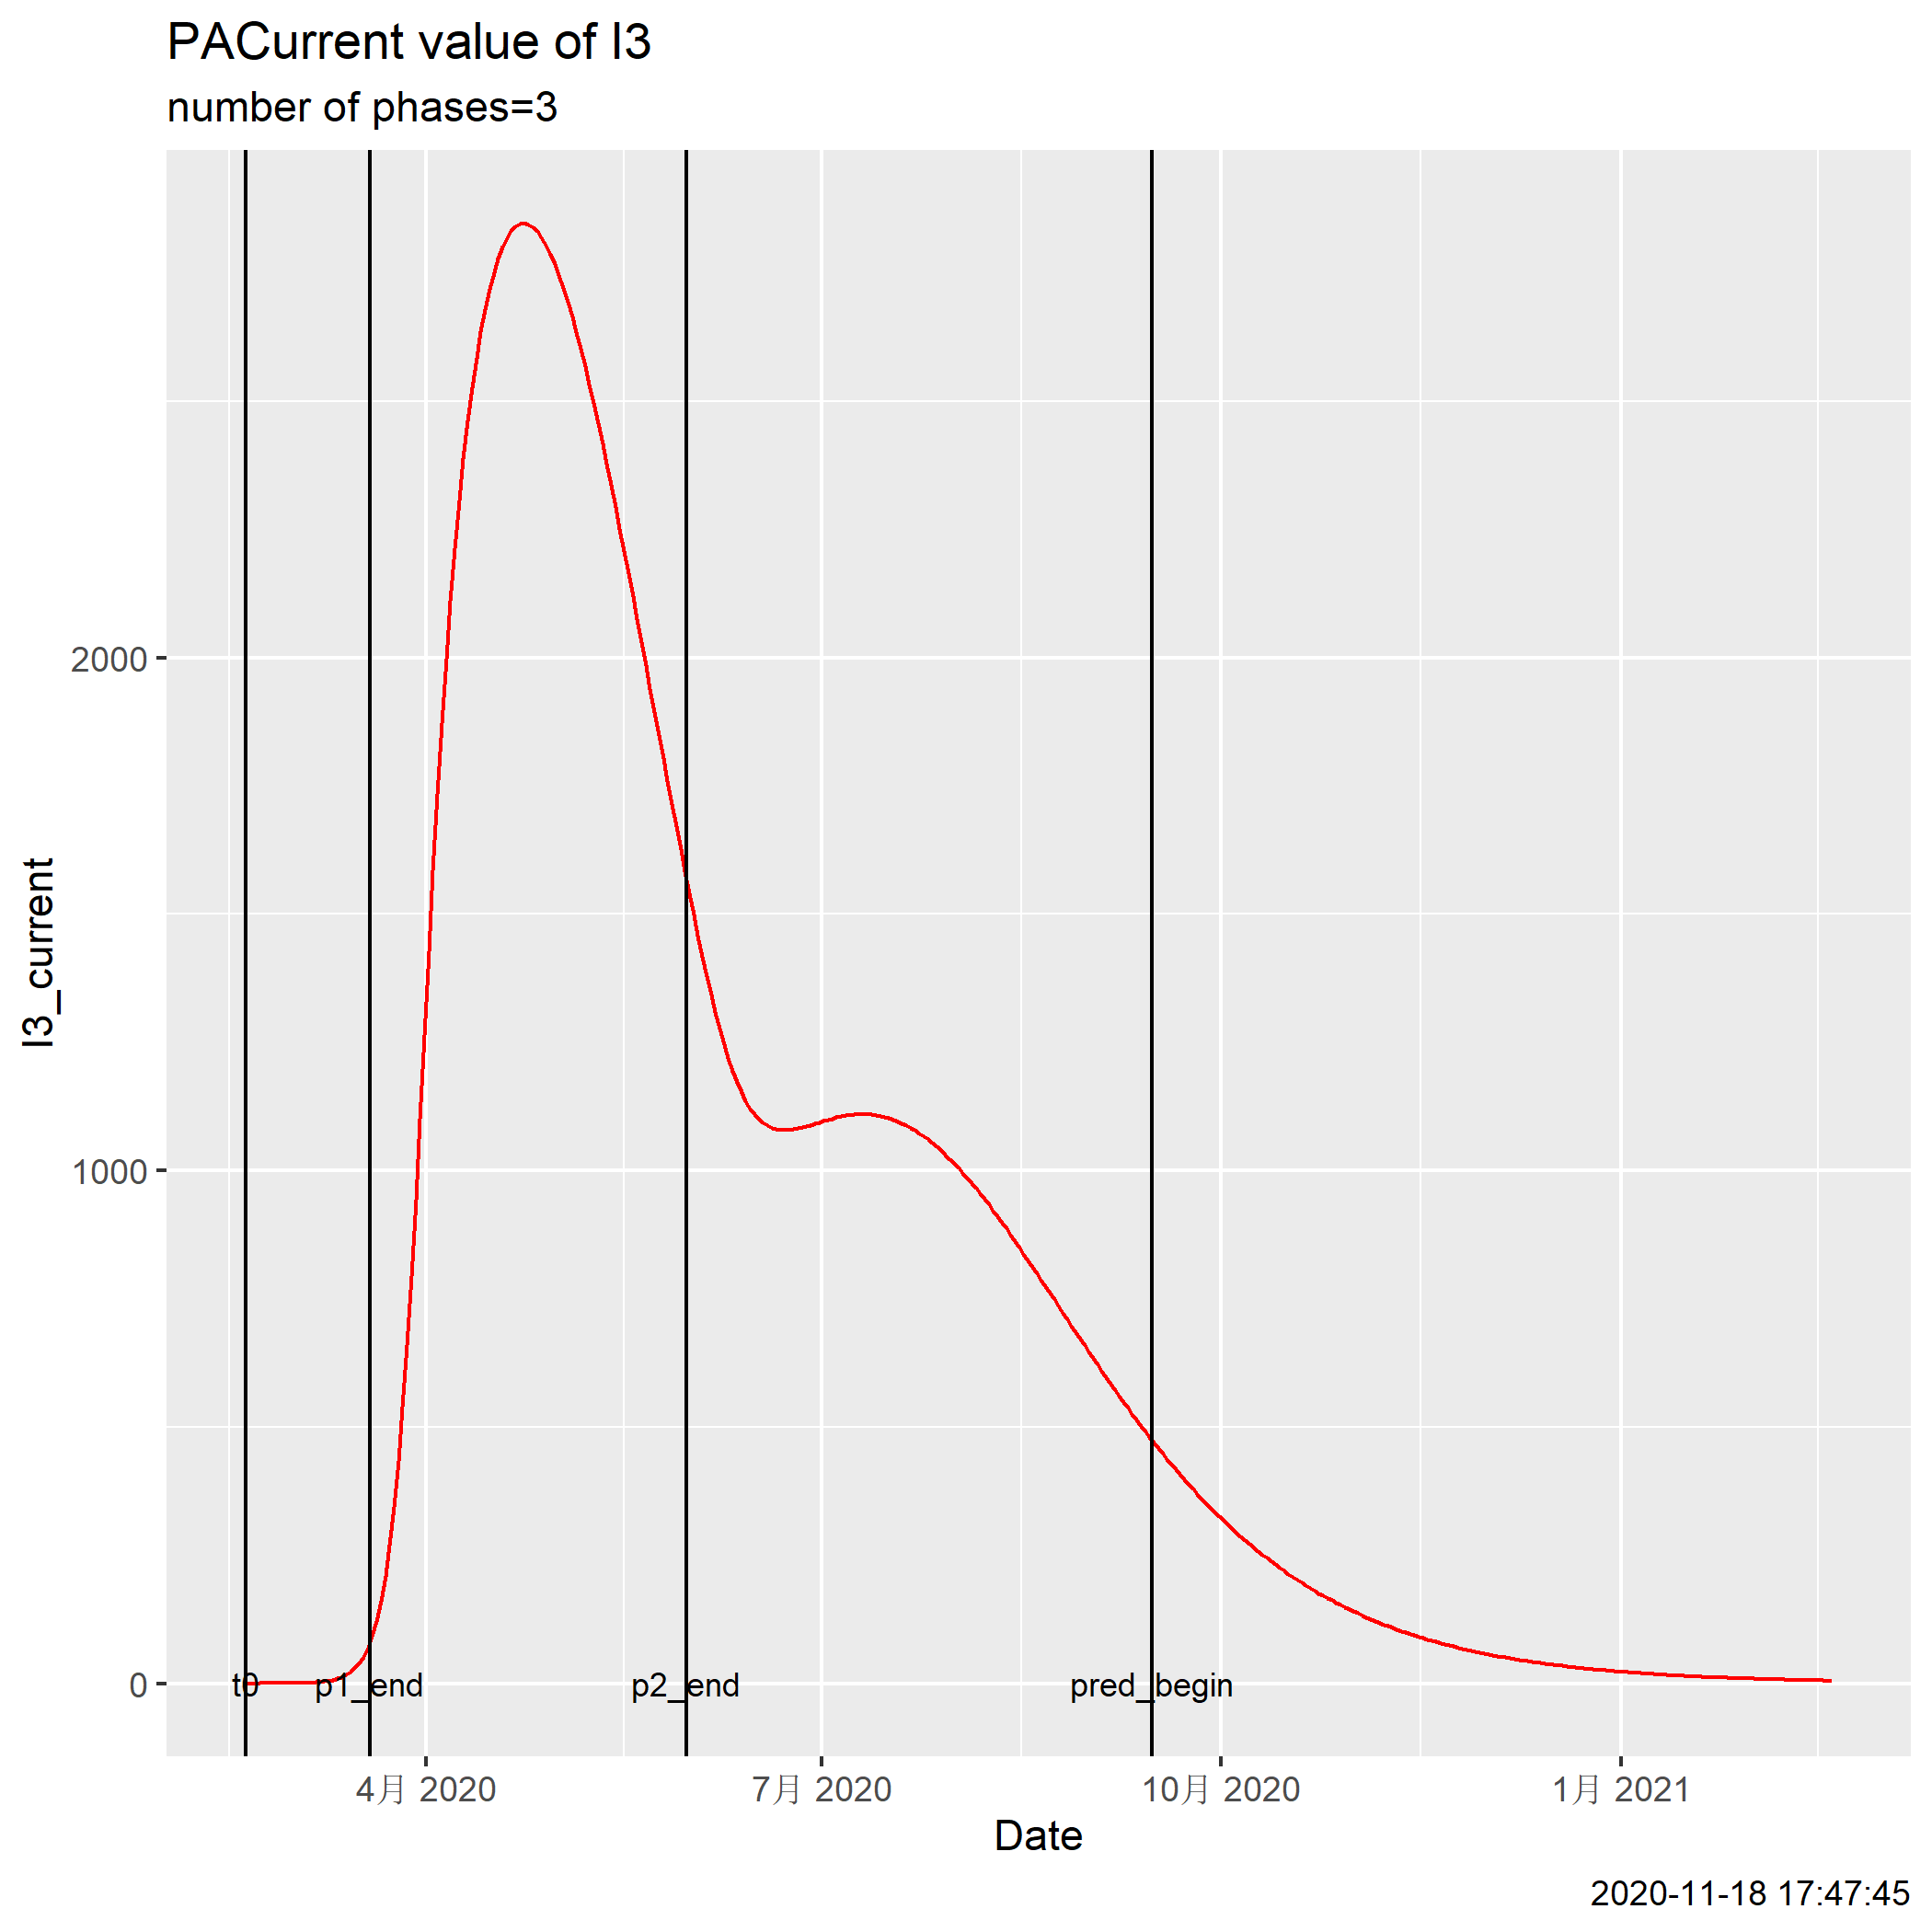 PACurrent value of I3
number of phases=3
I3_current
2000
1000
0
t0
p1_end
p2_end
pred_begin
4月 2020
7月 2020
10月 2020
1月 2021
Date
2020-11-18 17:47:45